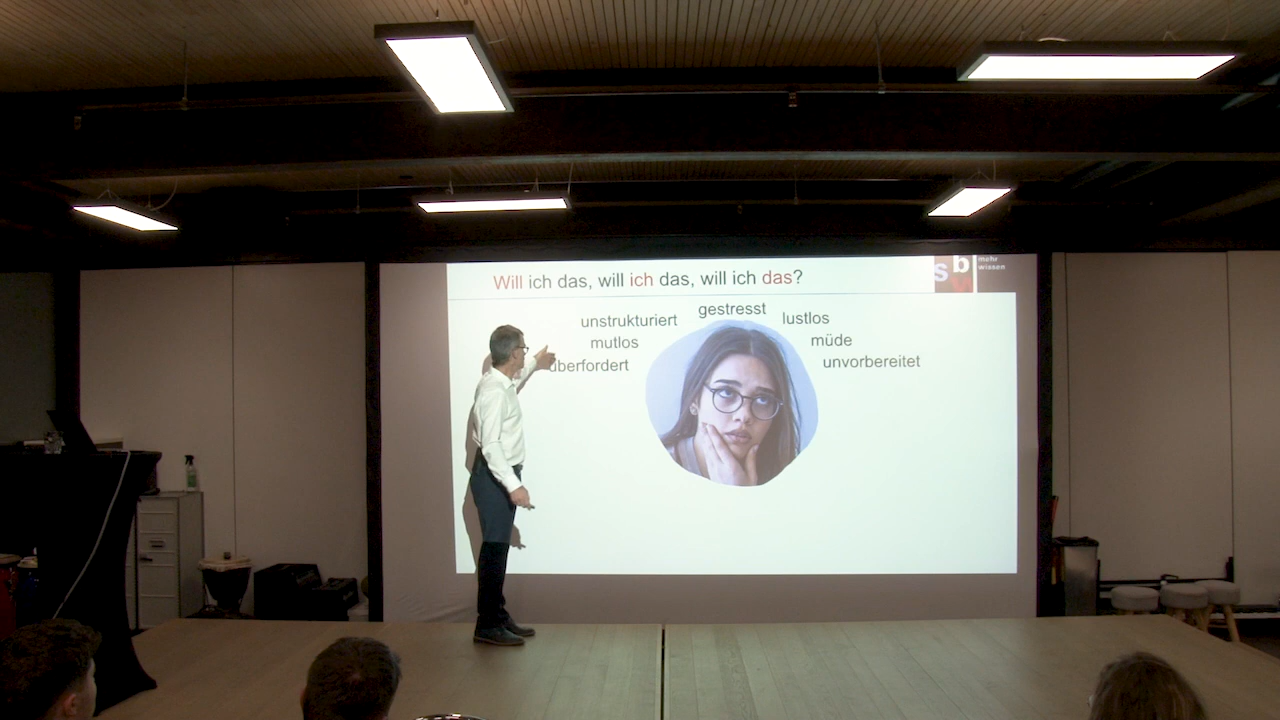 Will ich das, will ich das, will ich das?
sb
mehr
wissen
gestresst
unstrukturiert
lustlos
mutlos
müde
überfordert
unvorbereitet